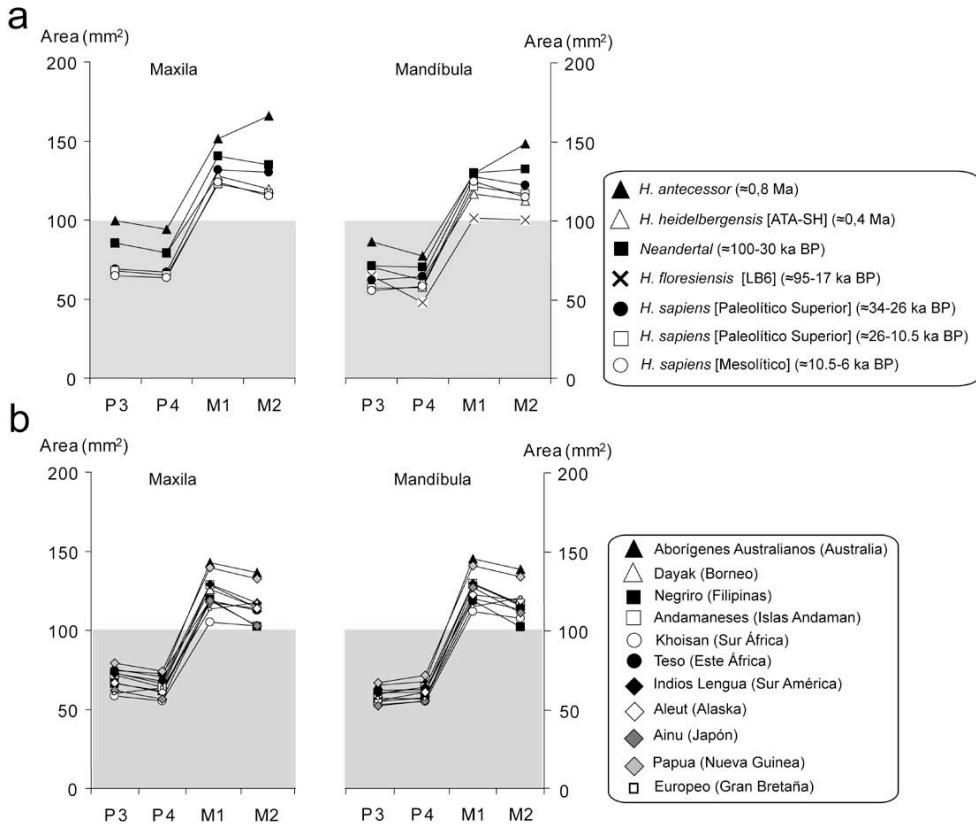 a
Area (mm²)
Area (mm²)
Maxila
Mandíbula
200
150
100
50
0
200
150
100
50
0
P3 P4 M1 M2
P3 P4 M1 M2
H. antecessor (≈0,8 Ma)
H. heidelbergensis [ATA-SH] (≈0,4 Ma)
Neandertal (≈100-30 ka BP)
H. floresiensis [LB6] (≈95-17 ka BP)
H. sapiens [Paleolítico Superior] (≈34-26 ka BP)
H. sapiens [Paleolítico Superior] (≈26-10.5 ka BP)
H. sapiens [Mesolítico] (≈10.5-6 ka BP)
b
Area (mm²)
Area (mm²)
Maxila
Mandíbula
200
150
100
50
0
200
150
100
50
0
P3 P4 M1 M2
P3 P4 M1 M2
Aborígenes Australianos (Australia)
Dayak (Borneo)
Negriro (Filipinas)
Andamaneses (Islas Andaman)
Khoisan (Sur África)
Teso (Este África)
Indios Lengua (Sur América)
Aleut (Alaska)
Ainu (Japón)
Papua (Nueva Guinea)
Europeo (Gran Bretaña)